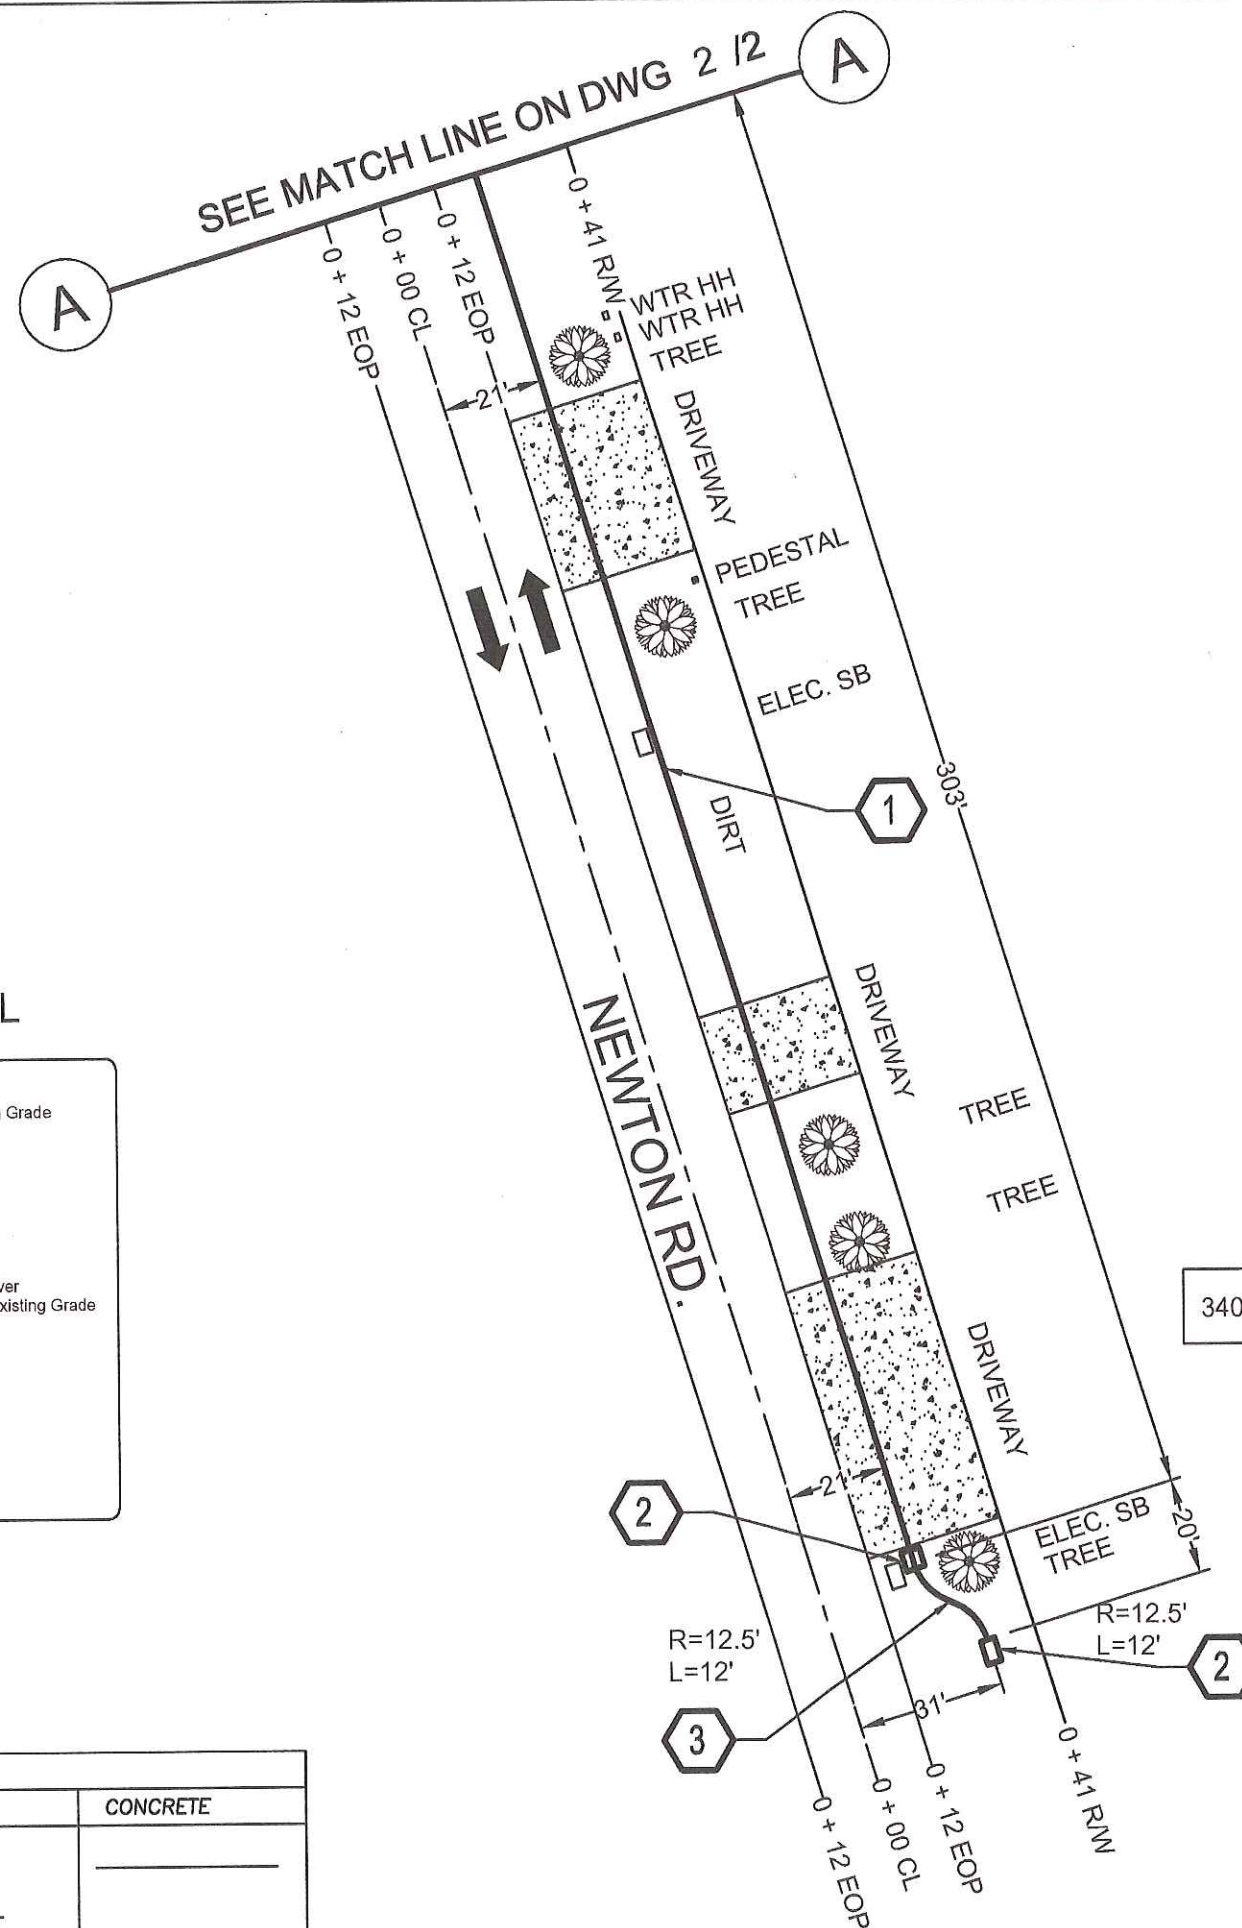 SEE MATCH LINE ON DWG 2 /2
A
A
0 + 12 EOP
0 + 00 CL
0 + 12 EOP
0 + 41 R/W
WTR HH
WTR HH
TREE
21'
DRIVEWAY
PEDESTAL
TREE
ELEC. SB
303'
1
DIRT
NEWTON RD.
DRIVEWAY
TREE
TREE
L
Grade
xisting Grade
340
DRIVEWAY
21'
2
ELEC. SB
TREE
20'
R=12.5'
L=12'
R=12.5'
L=12'
2
31'
3
0 + 12 EOP
0 + 00 CL
0 + 12 EOP
0 + 41 R/W
CONCRETE